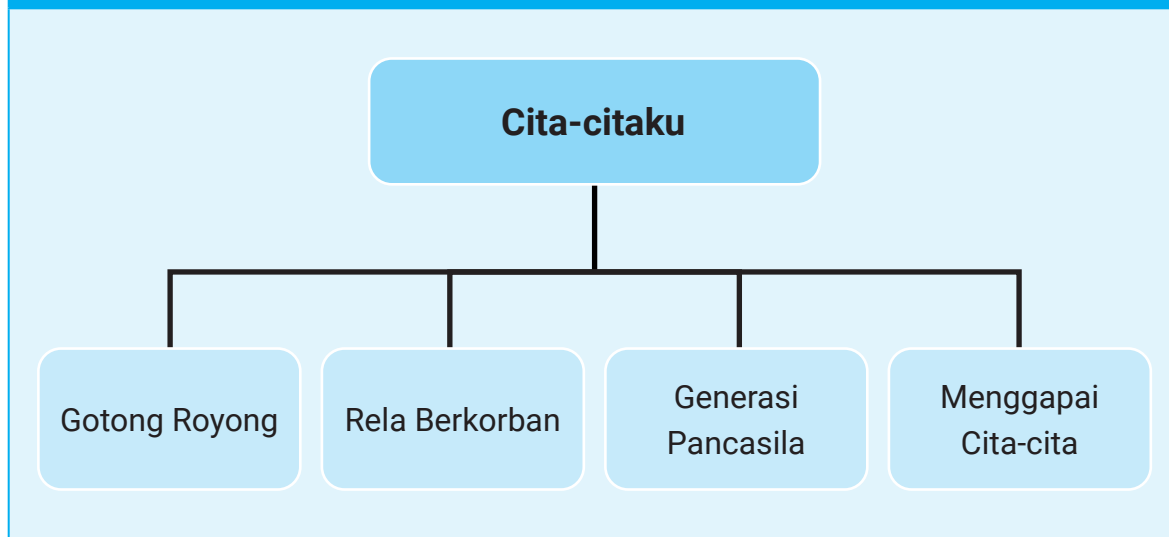 Cita-citaku
Gotong Royong
Rela Berkorban
Generasi
Pancasila
Menggapai
Cita-cita